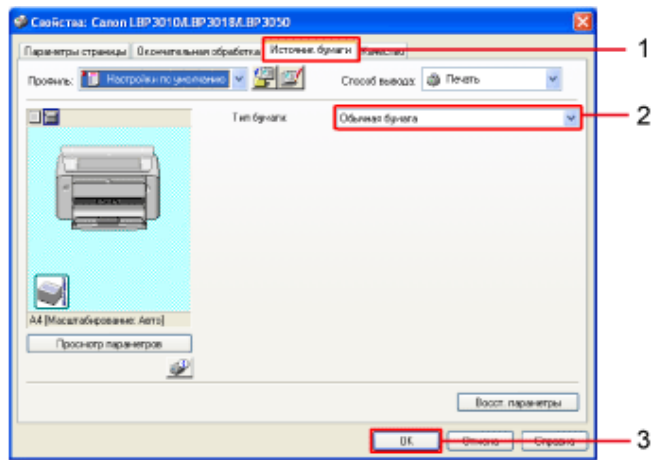 Свойства: Canon LBP3010/LBP3018/LBP3050
Параметры страницы Окончательная обработка Источник бумаги Качество 1
Профиль: Настройки по умолчанию Способ вывода: Печать
Тип бумаги: Обычная бумага 2
A4 [Масштабирование: Авто]
Просмотр параметров
Восст. параметры
OK Отмена Справка 3